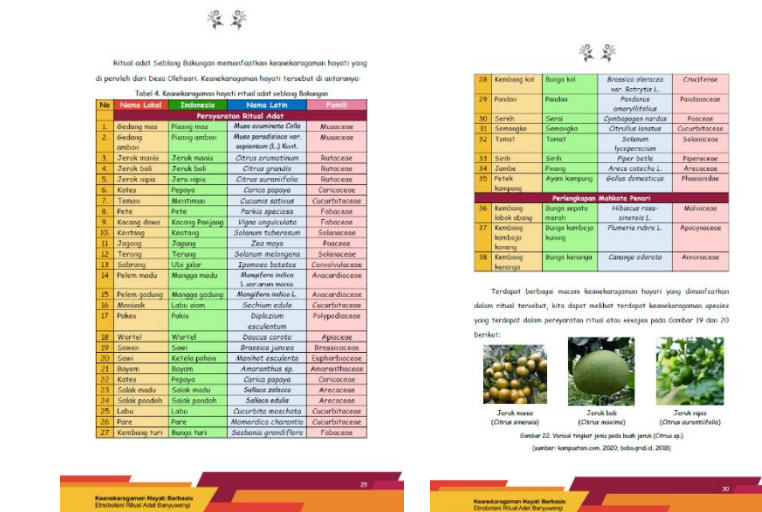 Ritual adat Seblang Bakungan memanfaatkan keanekaragaman hayati yang
di peroleh dari Desa Olehsari. Keanekaragaman hayati tersebut di antaranya:
Tabel 4. Keanekaragaman hayati ritual adat seblang Bakungan
No Nama Lokal Indonesia Nama Latin Famili
Persyaratan Ritual Adat
1. Gedang mas Pisang mas Musa acuminata Colla Musaceae
2. Gedang ambon Pisang ambon Musa paradisiaca var. sapientum (L.) Kunt. Musaceae
3. Jerok manis Jeruk manis Citrus aromatinum Rutaceae
4. Jerok bali Jeruk bali Citrus grandis Rutaceae
5. Jerok nipis Jeru nipis Citrus aurantiifolia Rutaceae
6. Kates Pepaya Carica papaya Caricaceae
7. Temon Mentimun Cucumis sativus Cucurbitaceae
8. Pete Pete Parkia speciosa Fabaceae
9. Kacang dawa Kacang Panjang Vigna unguiculata Fabaceae
10. Kentang Kentang Solanum tuberosum Solanaceae
11 Jagong Jagung Zea mays Poaceae
12 Terong Terung Solanum melongena Solanaceae
13 Sabrang Ubi jalar Ipomoea batatas Convolvulaceae
14 Pelem madu Mangga madu Mangifera indica L.var.arum manis Anacardiaceae
15 Pelem gadung Mangga gadung Mangifera indica L. Anacardiaceae
16 Manisah Labu siam Sechium edule Cucurbitaceae
17 Pakes Pakis Diplazium esculentum Polypodiaceae
18 Wortel Wortel Daucus carota Apiaceae
19 Sawen Sawi Brassica juncea Brassicaceae
20 Sawi Ketela pohon Manihot esculenta Euphorbiaceae
21 Bayem Bayam Amaranthus sp. Amaranthaceae
22 Kates Pepaya Carica papaya Caricaceae
23 Salak madu Salak madu Salacca zalacca Arecaceae
24 Salak pondoh Salak pondoh Salacca edulis Arecaceae
25 Labu Labu Cucurbita moschata Cucurbitaceae
26 Pare Pare Momordica charantia Cucurbitaceae
27 Kembang turi Bunga turi Sesbania grandiflora Fabaceae
29
Keanekaragaman Hayati Berbasis
Etnobotani Ritual Adat Banyuwangi
28 Kembang kol Bunga kol Brassica oleracea var. Botrytis L. Cruciferae
29 Pandan Pandan Pandanus amaryllifolius Pandanaceae
30 Sereh Serai Cymbopogon nardus Poaceae
31 Semangka Semangka Citrullus lanatus Cucurbitaceae
32 Tomat Tomat Solanum lycoperscium Solanaceae
33 Sirih Sirih Piper betle Piperaceae
34 Jambe Pinang Areca catechu L. Arecaceae
35 Petek kampong Ayam kampung Gallus domesticus Phasianidae
Perlengkapan Mahkota Penari
36 Kembang lobok abang Bunga sepatu merah Hibiscus rosa-sinensis L. Malvaceae
37 Kembang kamboja koneng Bunga kamboja kuning Plumeria rubra L. Apocynaceae
38 Kembang kenanga Bunga kenanga Cananga odorata Annonaceae
Terdapat berbagai macam keanekaragaman hayati yang dimanfaatkan
dalam ritual tersebut, kita dapat melihat terdapat keanekaragaman spesies
yang terdapat dalam persyaratan ritual atau sesajen pada Gambar 19 dan 20
berikut:
Jeruk manis Jeruk bali Jeruk nipis
(Citrus sinensis) (Citrus maxima) (Citrus aurantiifolia)
Gambar 22. Variasi tingkat jenis pada buah jeruk (Citrus sp.)
(sumber: kampustani.com, 2020; bobo.grid.id, 2018)
30
Keanekaragaman Hayati Berbasis
Etnobotani Ritual Adat Banyuwangi